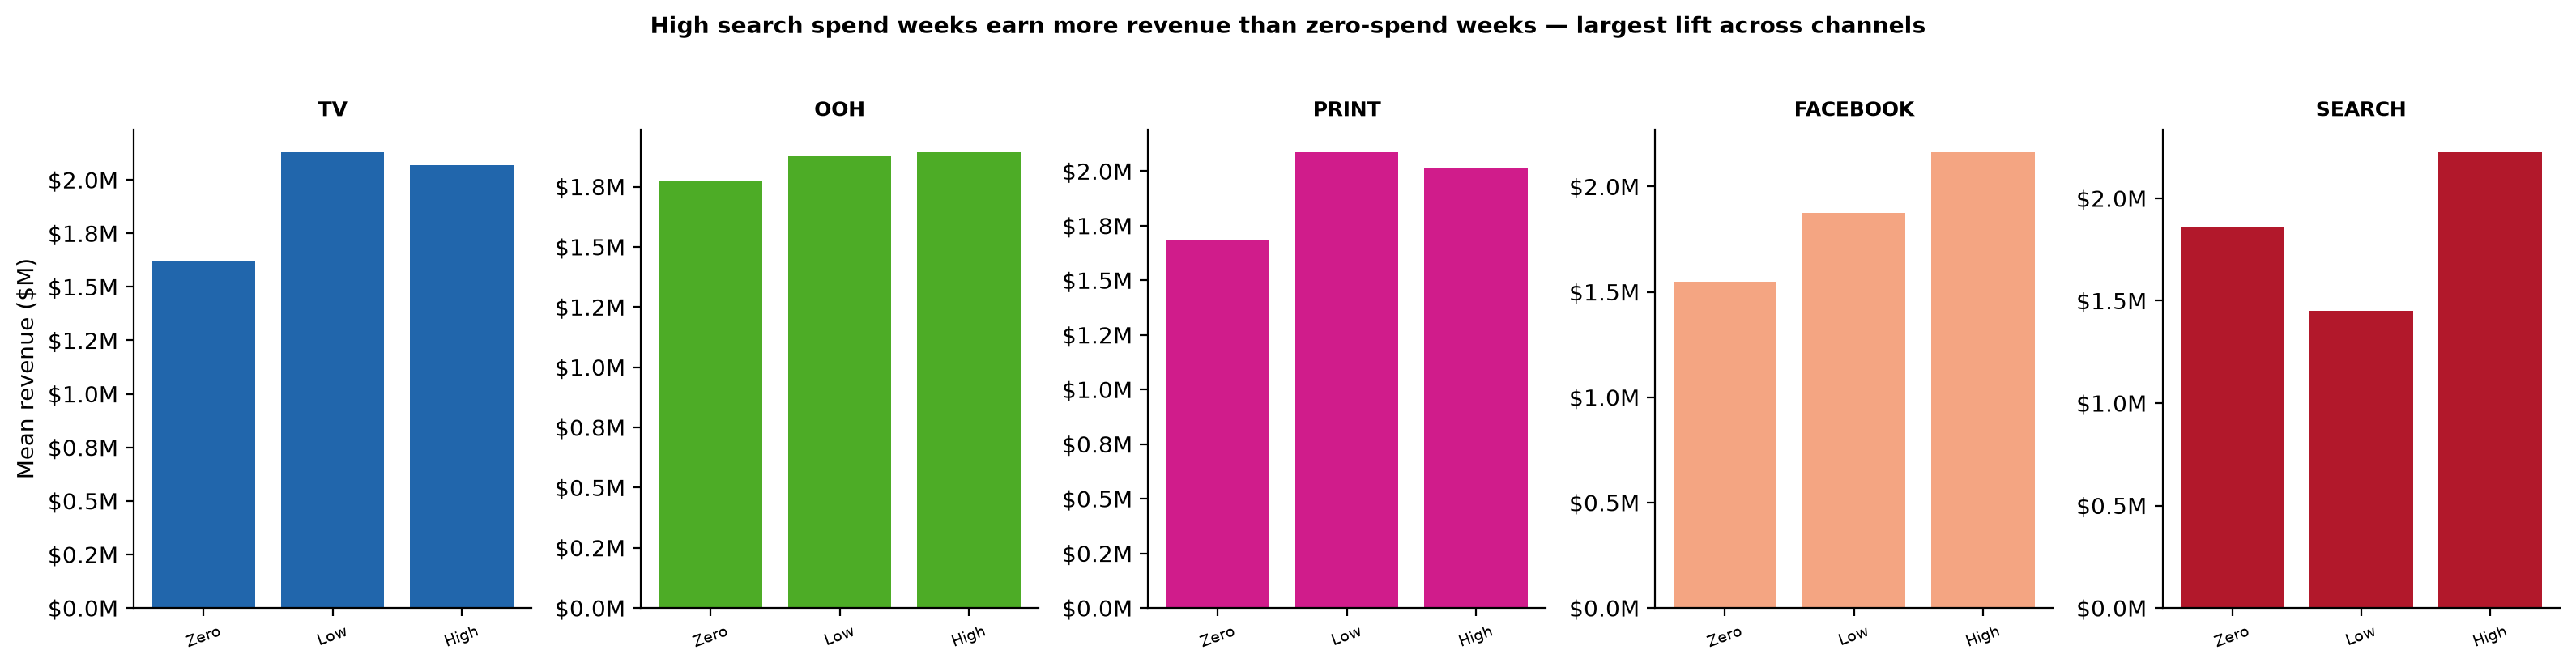 High search spend weeks earn more revenue than zero-spend weeks — largest lift across channels
TV
Mean revenue ($M)
$2.0M
$1.8M
$1.5M
$1.2M
$1.0M
$0.8M
$0.5M
$0.2M
$0.0M
Zero Low High
OOH
$1.8M
$1.5M
$1.2M
$1.0M
$0.8M
$0.5M
$0.2M
$0.0M
Zero Low High
PRINT
$2.0M
$1.8M
$1.5M
$1.2M
$1.0M
$0.8M
$0.5M
$0.2M
$0.0M
Zero Low High
FACEBOOK
$2.0M
$1.5M
$1.0M
$0.5M
$0.0M
Zero Low High
SEARCH
$2.0M
$1.5M
$1.0M
$0.5M
$0.0M
Zero Low High